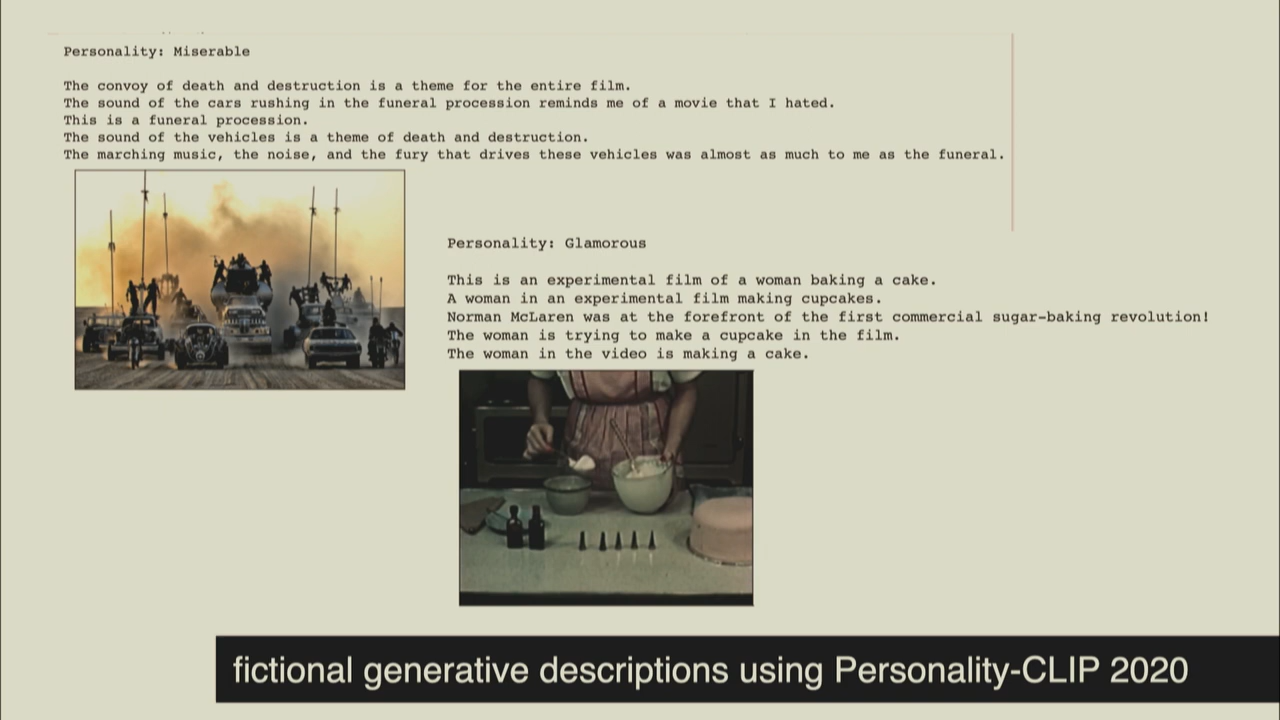 Personality: Miserable
The convoy of death and destruction is a theme for the entire film.
The sound of the cars rushing in the funeral procession reminds me of a movie that I hated.
This is a funeral procession.
The sound of the vehicles is a theme of death and destruction.
The marching music, the noise, and the fury that drives these vehicles was almost as much to me as the funeral.
Personality: Glamorous
This is an experimental film of a woman baking a cake.
A woman in an experimental film making cupcakes.
Norman McLaren was at the forefront of the first commercial sugar-baking revolution!
The woman is trying to make a cupcake in the film.
The woman in the video is making a cake.
fictional generative descriptions using Personality-CLIP 2020